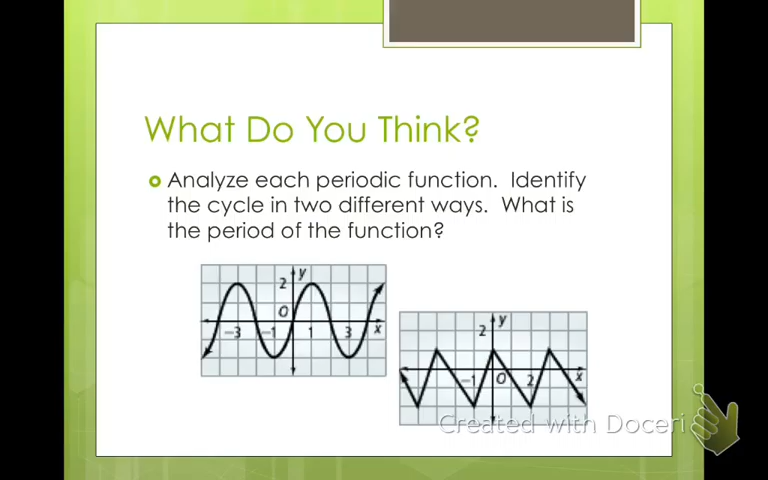 What Do You Think?
Analyze each periodic function. Identify
the cycle in two different ways. What is
the period of the function?
2 y
O
-3 -1 1 3 x
2 y
-1 O 2 x
Created with Doceri